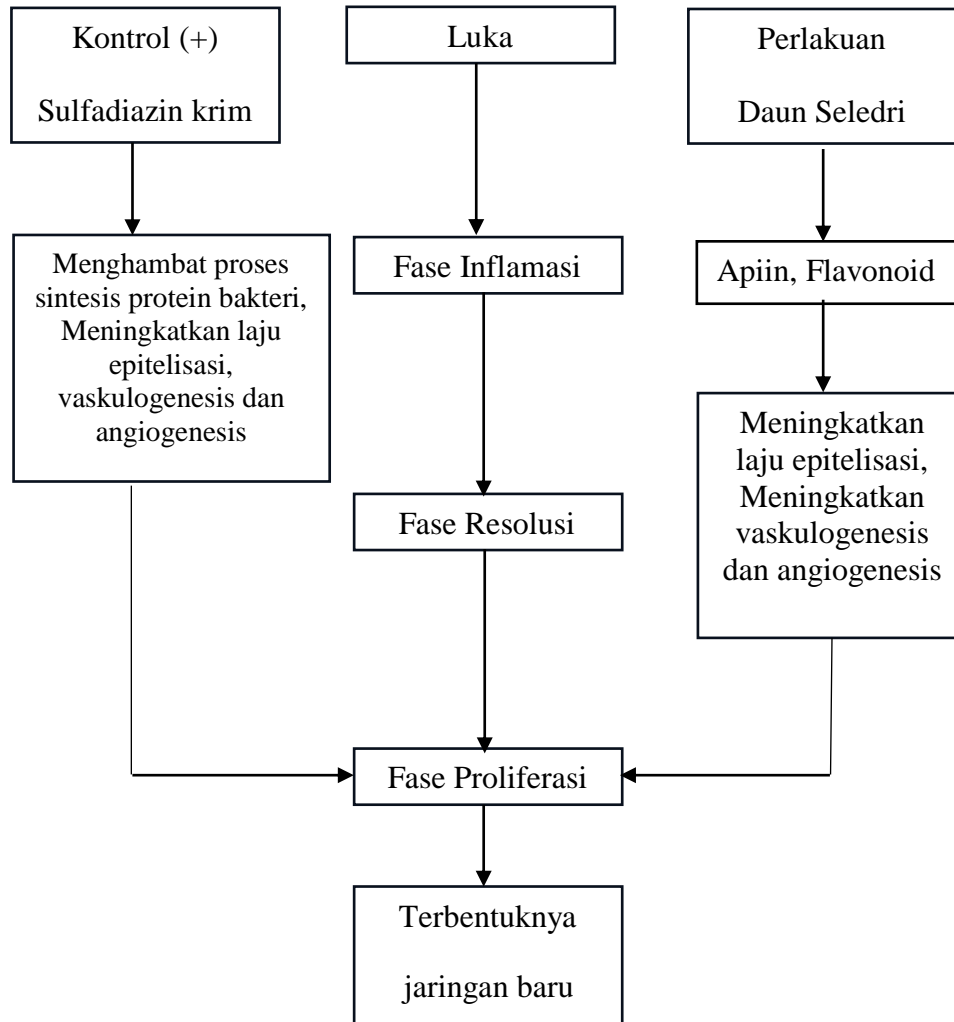 Kontrol (+)
Sulfadiazin krim
Menghambat proses
sintesis protein bakteri,
Meningkatkan laju
epitelisasi,
vaskulogenesis dan
angiogenesis
Luka
Fase Inflamasi
Fase Resolusi
Fase Proliferasi
Terbentuknya
jaringan baru
Perlakuan
Daun Seledri
Apiin, Flavonoid
Meningkatkan
laju epitelisasi,
Meningkatkan
vaskulogenesis
dan angiogenesis